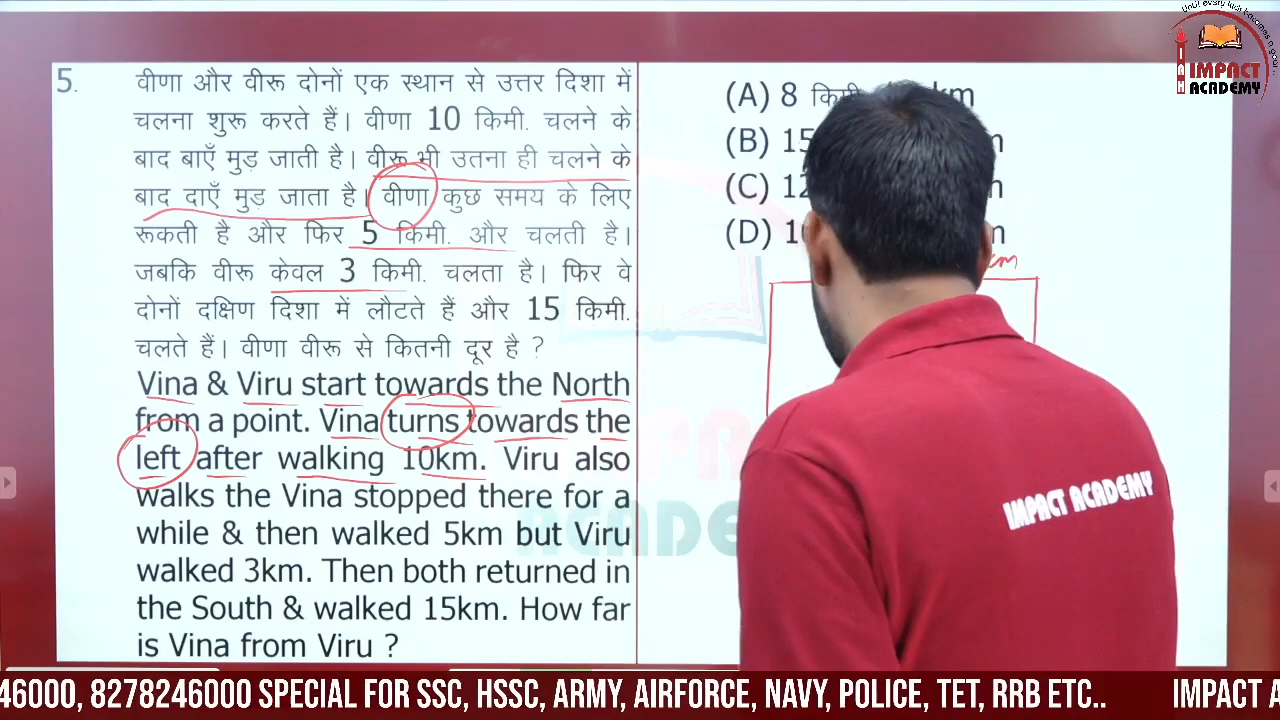 Until every
IMPACT
ACADEMY
5.
वीणा और वीरू दोनों एक स्थान से उत्तर दिशा में
चलना शुरू करते हैं। वीणा 10 किमी. चलने के
बाद बाएँ मुड़ जाती है। वीरू भी उतना ही चलने के
बाद दाएँ मुड़ जाता है। वीणा कुछ समय के लिए
रूकती है और फिर 5 किमी. और चलती है।
जबकि वीरू केवल 3 किमी. चलता है। फिर वे
दोनों दक्षिण दिशा में लौटते हैं और 15 किमी.
चलते हैं। वीणा वीरू से कितनी दूर है ?
Vina & Viru start towards the North
from a point. Vina turns towards the
left after walking 10km. Viru also
walks the Vina stopped there for a
while & then walked 5km but Viru
walked 3km. Then both returned in
the South & walked 15km. How far
is Vina from Viru ?
(A) 8
km
(B) 15
(C) 12
(D)
IMPACT ACADEMY
46000, 8278246000 SPECIAL FOR SSC, HSSC, ARMY, AIRFORCE, NAVY, POLICE, TET, RRB ETC.. IMPACT A